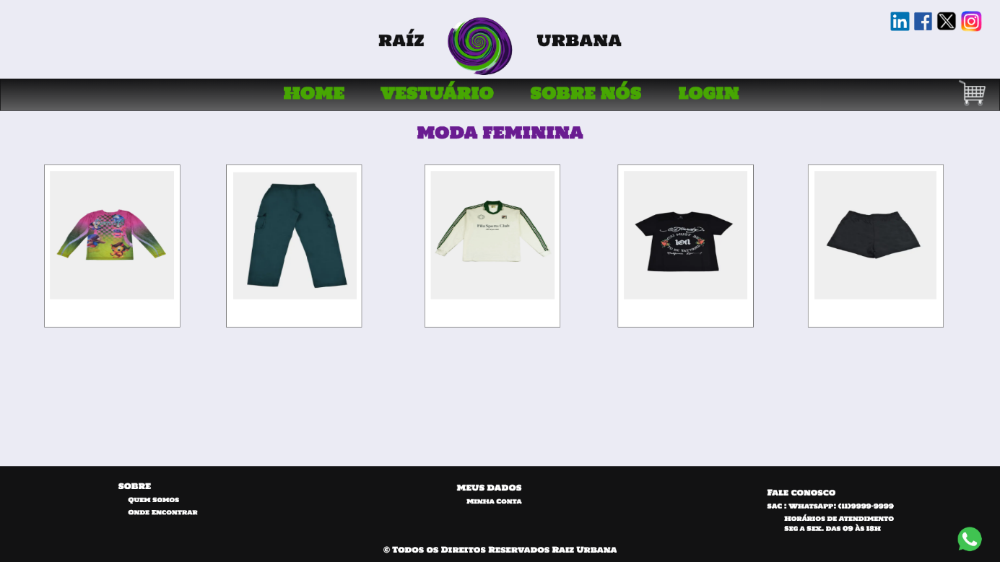 RAÍZ URBANA
HOME VESTUÁRIO SOBRE NÓS LOGIN
MODA FEMININA
Fila Sports Club
Ed Hardy
SOBRE
Quem somos
Onde Encontrar
MEUS DADOS
Minha Conta
Fale conosco
SAC : WhatsApp: (11)9999-9999
Horários de Atendimento
Seg a Sex. das 09 às 18h
© Todos os Direitos Reservados Raiz Urbana